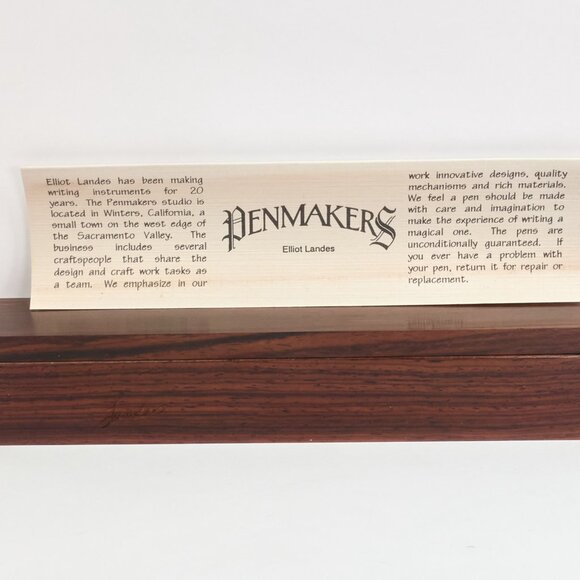 Elliot Landes has been making
writing instruments for 20
years. The Penmakers studio is
located in Winters, California, a
small town on the west edge of
the Sacramento Valley. The
business includes several
craftspeople that share the
design and craft work tasks as
a team. We emphasize in our
PENMAKERS
Elliot Landes
work innovative designs, quality
mechanisms and rich materials.
We feel a pen should be made
with care and imagination to
make the experience of writing a
magical one. The pens are
unconditionally guaranteed. If
you ever have a problem with
your pen, return it for repair or
replacement.